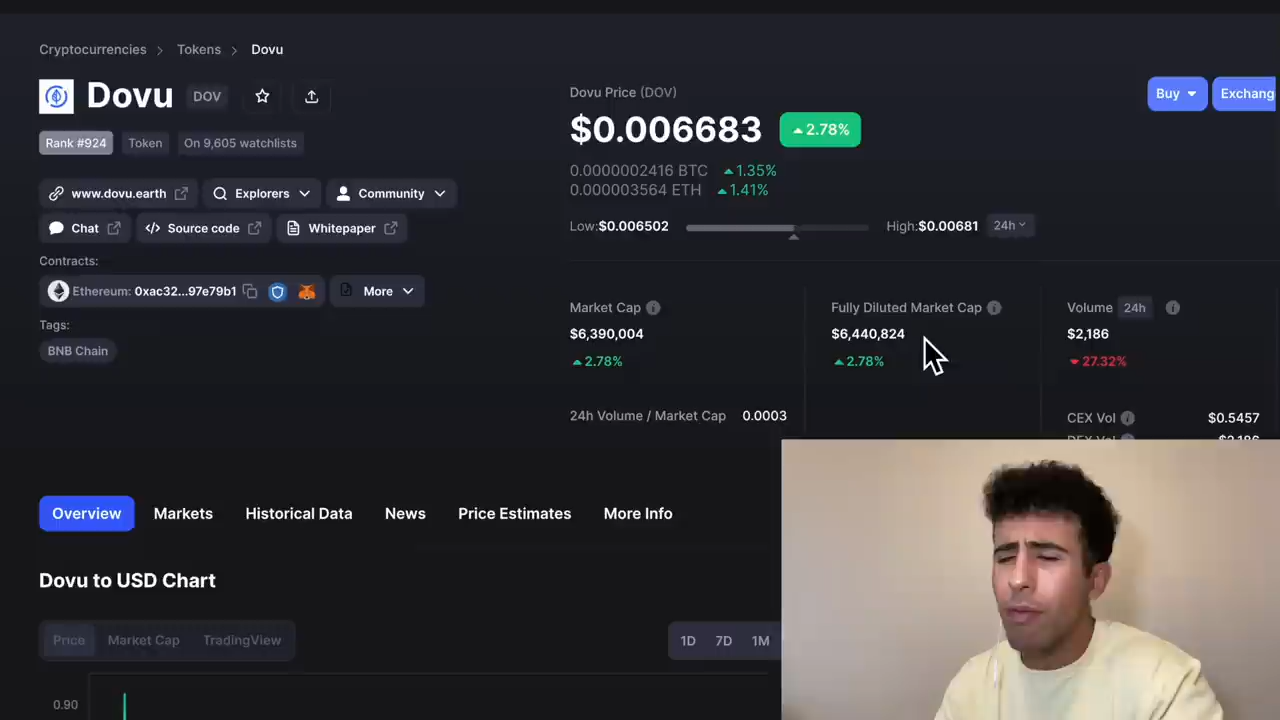 Cryptocurrencies > Tokens > Dovu
Dovu DOV
Rank #924 Token On 9,605 watchlists
www.dovu.earth Explorers Community
Chat Source code Whitepaper
Contracts:
Ethereum: 0xac32...97e79b1 More
Tags:
BNB Chain
Dovu Price (DOV)
$0.006683 2.78%
0.0000002416 BTC 1.35%
0.000003564 ETH 1.41%
Low:$0.006502 High:$0.00681 24h
Buy Exchang
Market Cap
$6,390,004
2.78%
24h Volume / Market Cap 0.0003
Fully Diluted Market Cap
$6,440,824
2.78%
Volume 24h
$2,186
27.32%
CEX Vol $0.5457
DEX Vol $2,186
Overview Markets Historical Data News Price Estimates More Info
Dovu to USD Chart
Price Market Cap TradingView 1D 7D 1M
0.90